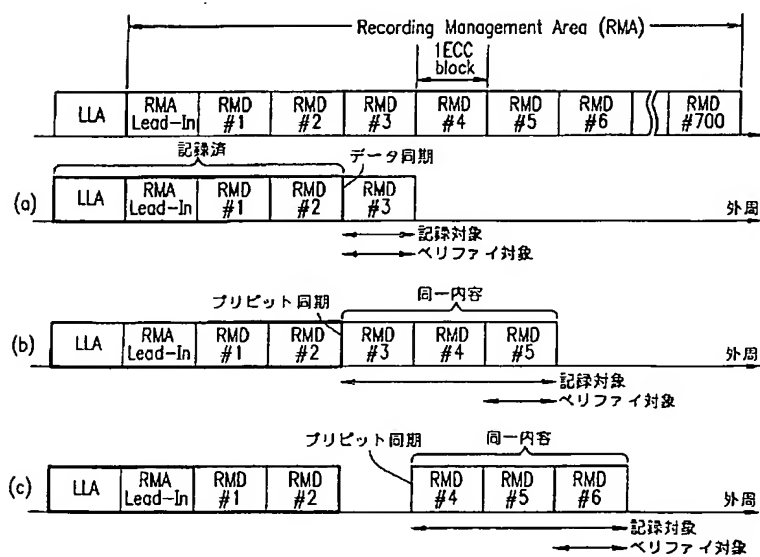 Recording Management Area (RMA)
1ECC
block
LLA
RMA
Lead-In
RMD
#1
RMD
#2
RMD
#3
RMD
#4
RMD
#5
RMD
#6
RMD
#700
記録済
データ同期
(a)
LLA
RMA
Lead-In
RMD
#1
RMD
#2
RMD
#3
外周
記録対象
ベリファイ対象
プリピット同期
同一内容
(b)
LLA
RMA
Lead-In
RMD
#1
RMD
#2
RMD
#3
RMD
#4
RMD
#5
外周
記録対象
ベリファイ対象
プリピット同期
同一内容
(c)
LLA
RMA
Lead-In
RMD
#1
RMD
#2
RMD
#4
RMD
#5
RMD
#6
外周
記録対象
ベリファイ対象